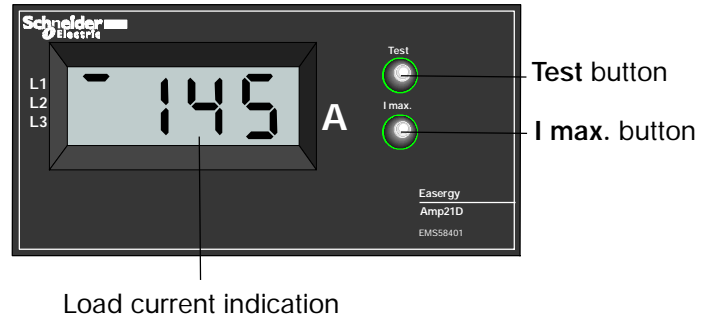 Schneider
Electric
Test
Test button
L1
L2
L3
145
A
I max.
I max. button
Easergy
Amp21D
EMS58401
Load current indication